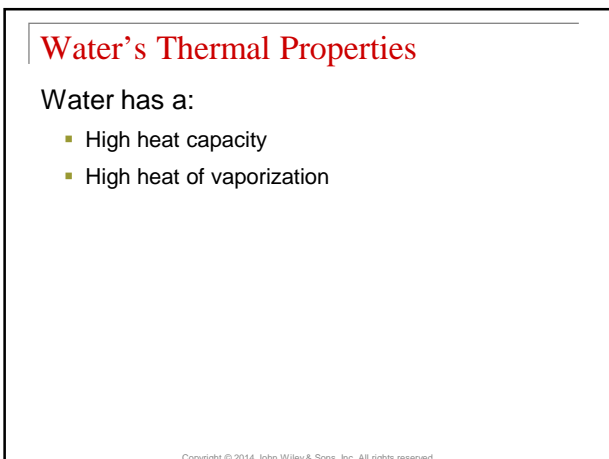 Water's Thermal Properties
Water has a:
▪ High heat capacity
▪ High heat of vaporization
Copyright © 2014 John Wiley & Sons, Inc. All rights reserved.